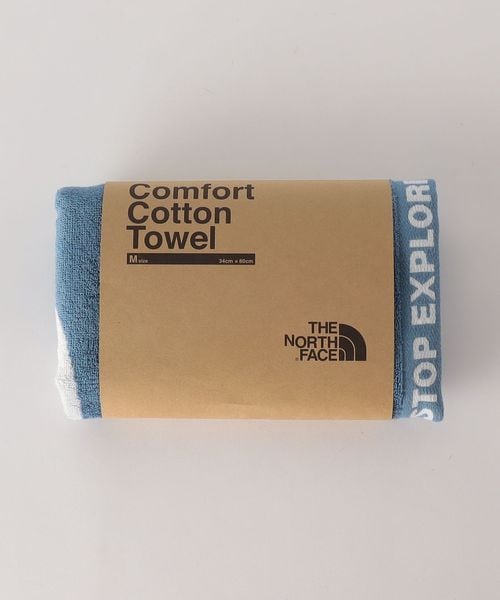 Comfort
Cotton
Towel
M size 34cm × 80cm
THE
NORTH
FACE
STOP EXPLORI